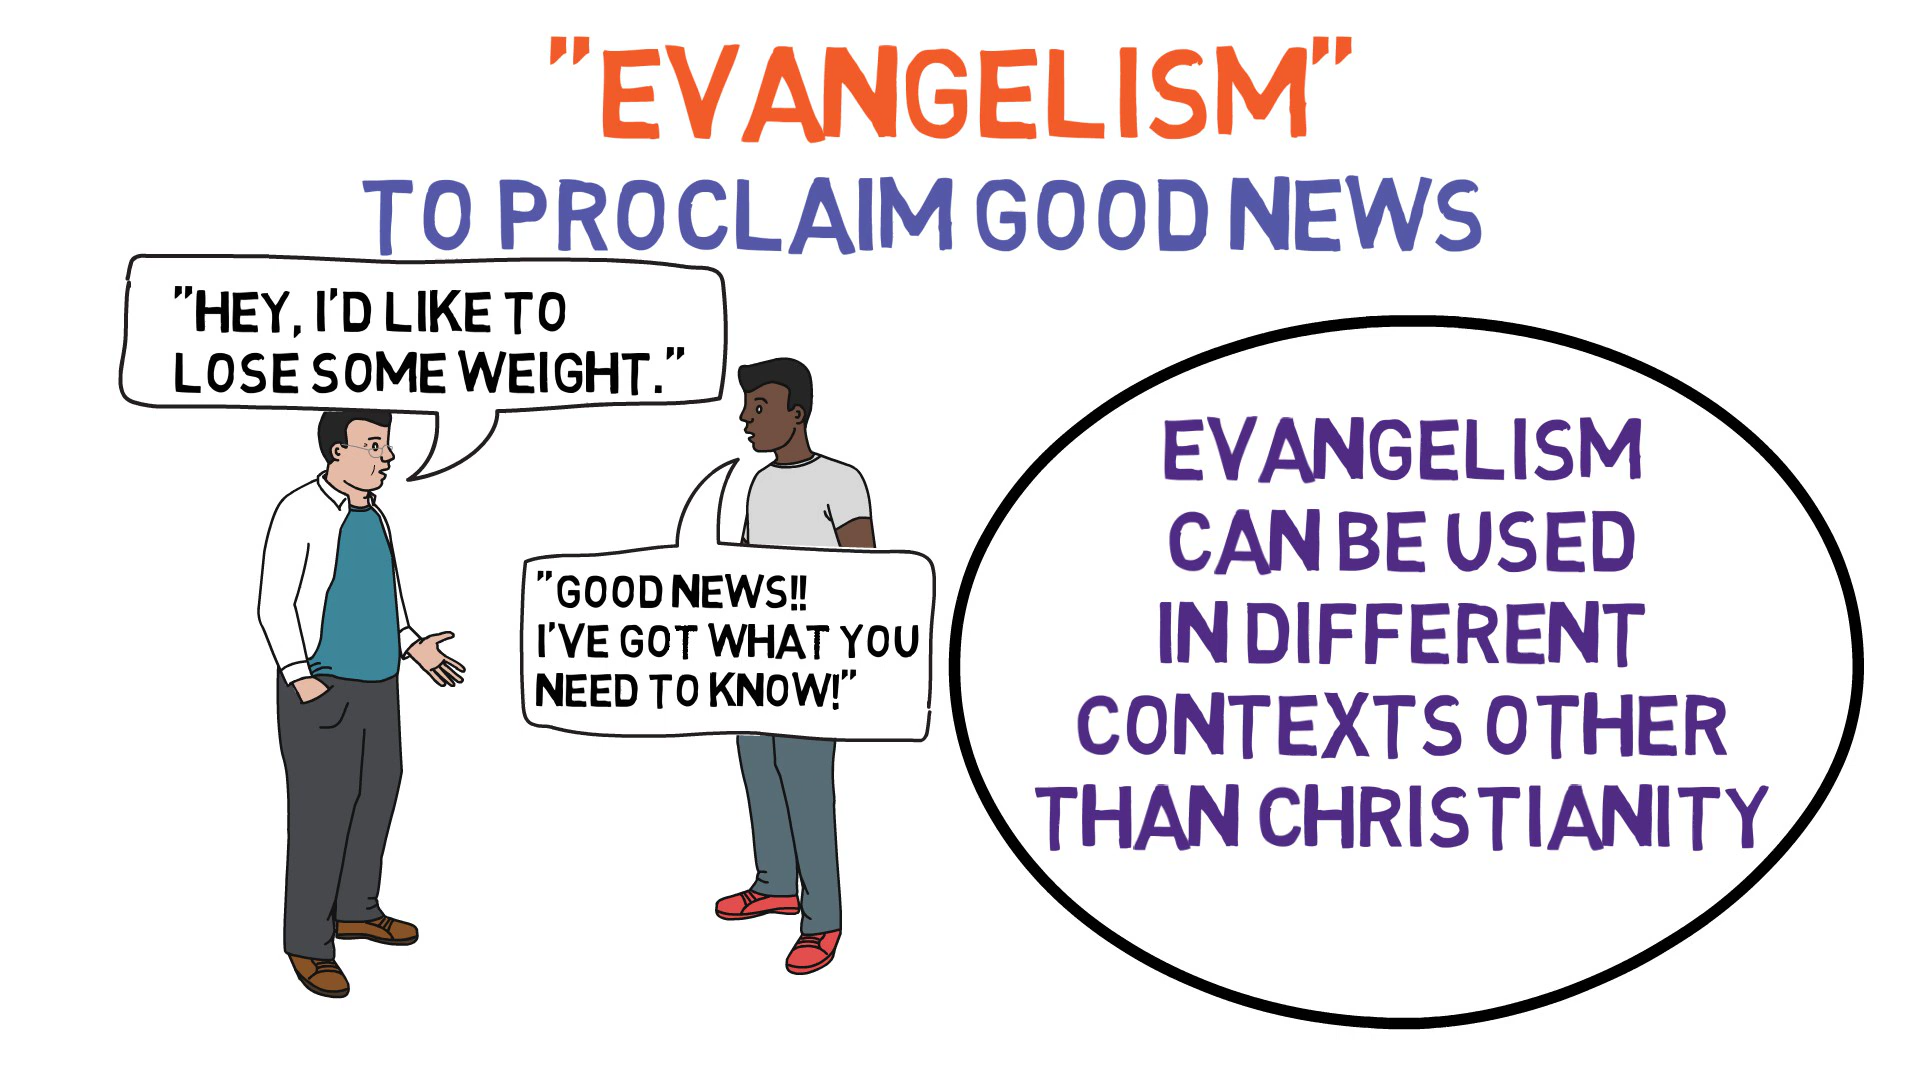 "EVANGELISM"
TO PROCLAIM GOOD NEWS
"HEY, I'D LIKE TO
LOSE SOME WEIGHT."
"GOOD NEWS!!
I'VE GOT WHAT YOU
NEED TO KNOW!"
EVANGELISM
CAN BE USED
IN DIFFERENT
CONTEXTS OTHER
THAN CHRISTIANITY